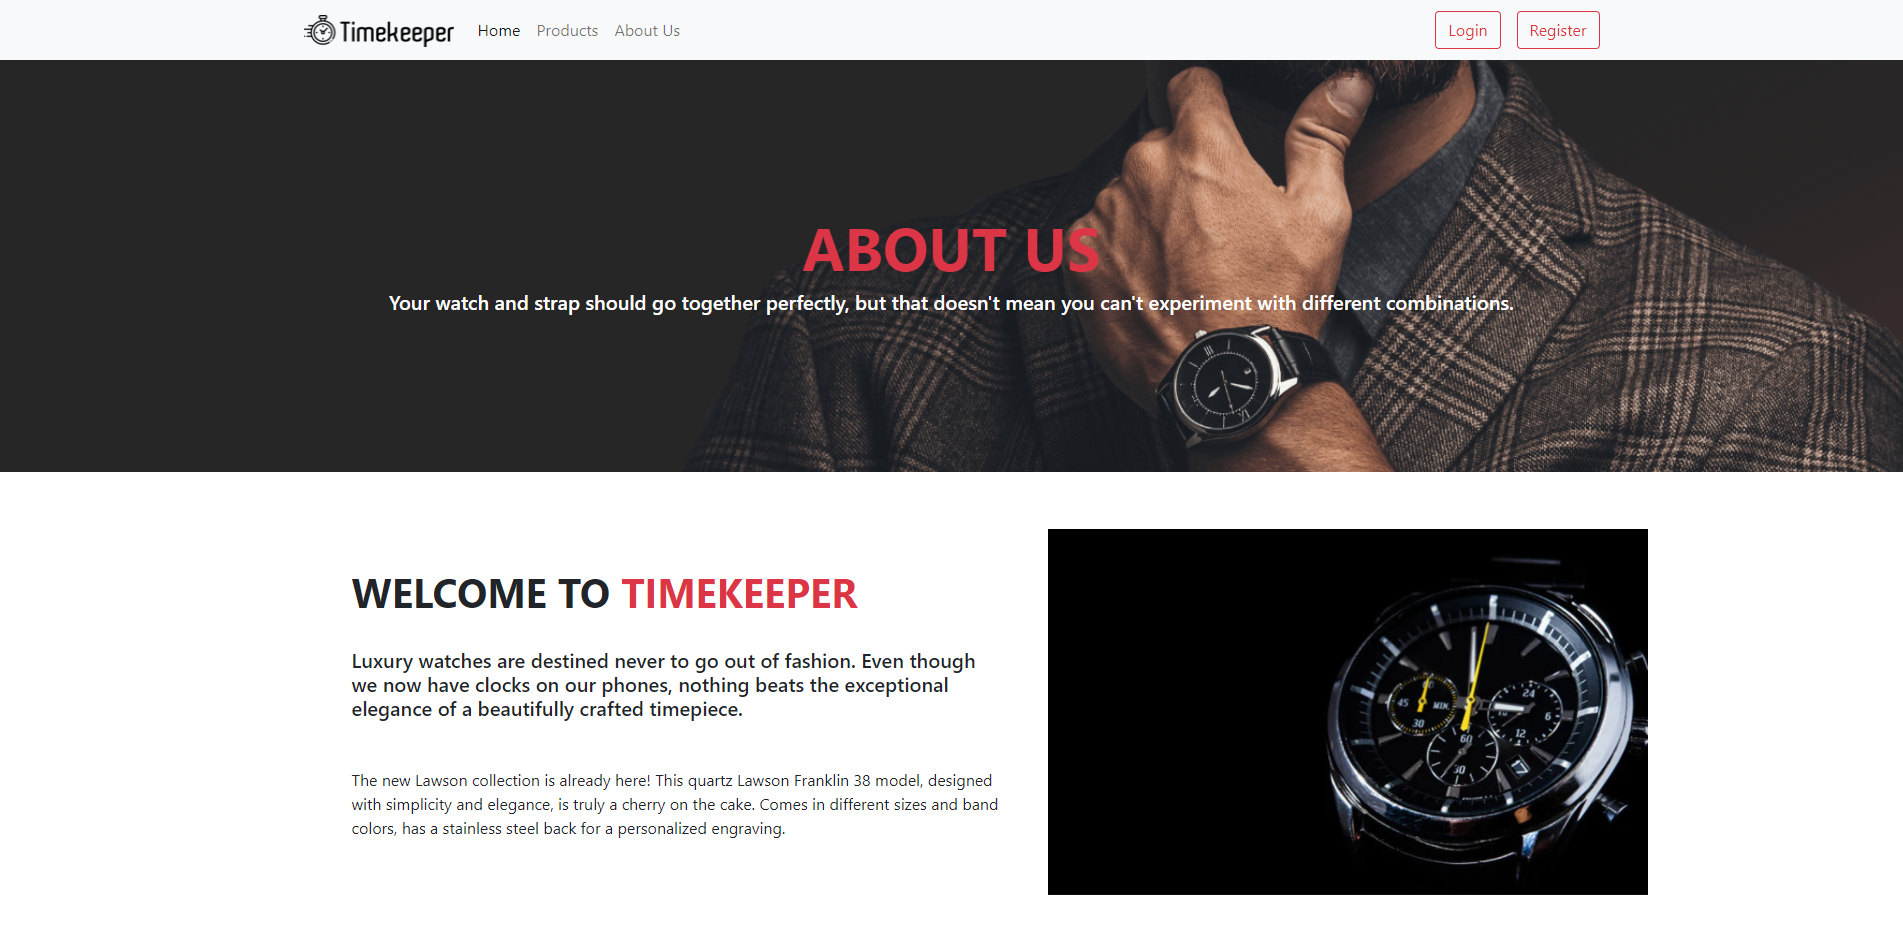 Timekeeper Home Products About Us Login Register
ABOUT US
Your watch and strap should go together perfectly, but that doesn't mean you can't experiment with different combinations.
WELCOME TO TIMEKEEPER
Luxury watches are destined never to go out of fashion. Even though
we now have clocks on our phones, nothing beats the exceptional
elegance of a beautifully crafted timepiece.
The new Lawson collection is already here! This quartz Lawson Franklin 38 model, designed
with simplicity and elegance, is truly a cherry on the cake. Comes in different sizes and band
colors, has a stainless steel back for a personalized engraving.
45 MIN. 30
24
6
12
60
30
17